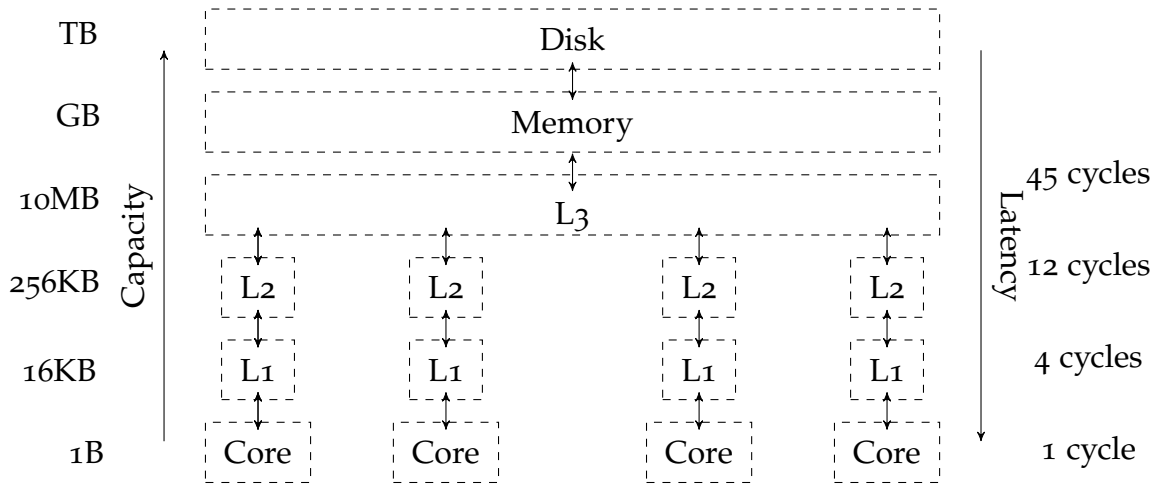 TB
Disk
GB
Memory
45 cycles
10MB
L3
Capacity
Latency
12 cycles
256KB
L2 L2 L2 L2
16KB
L1 L1 L1 L1
4 cycles
1B
Core Core Core Core
1 cycle